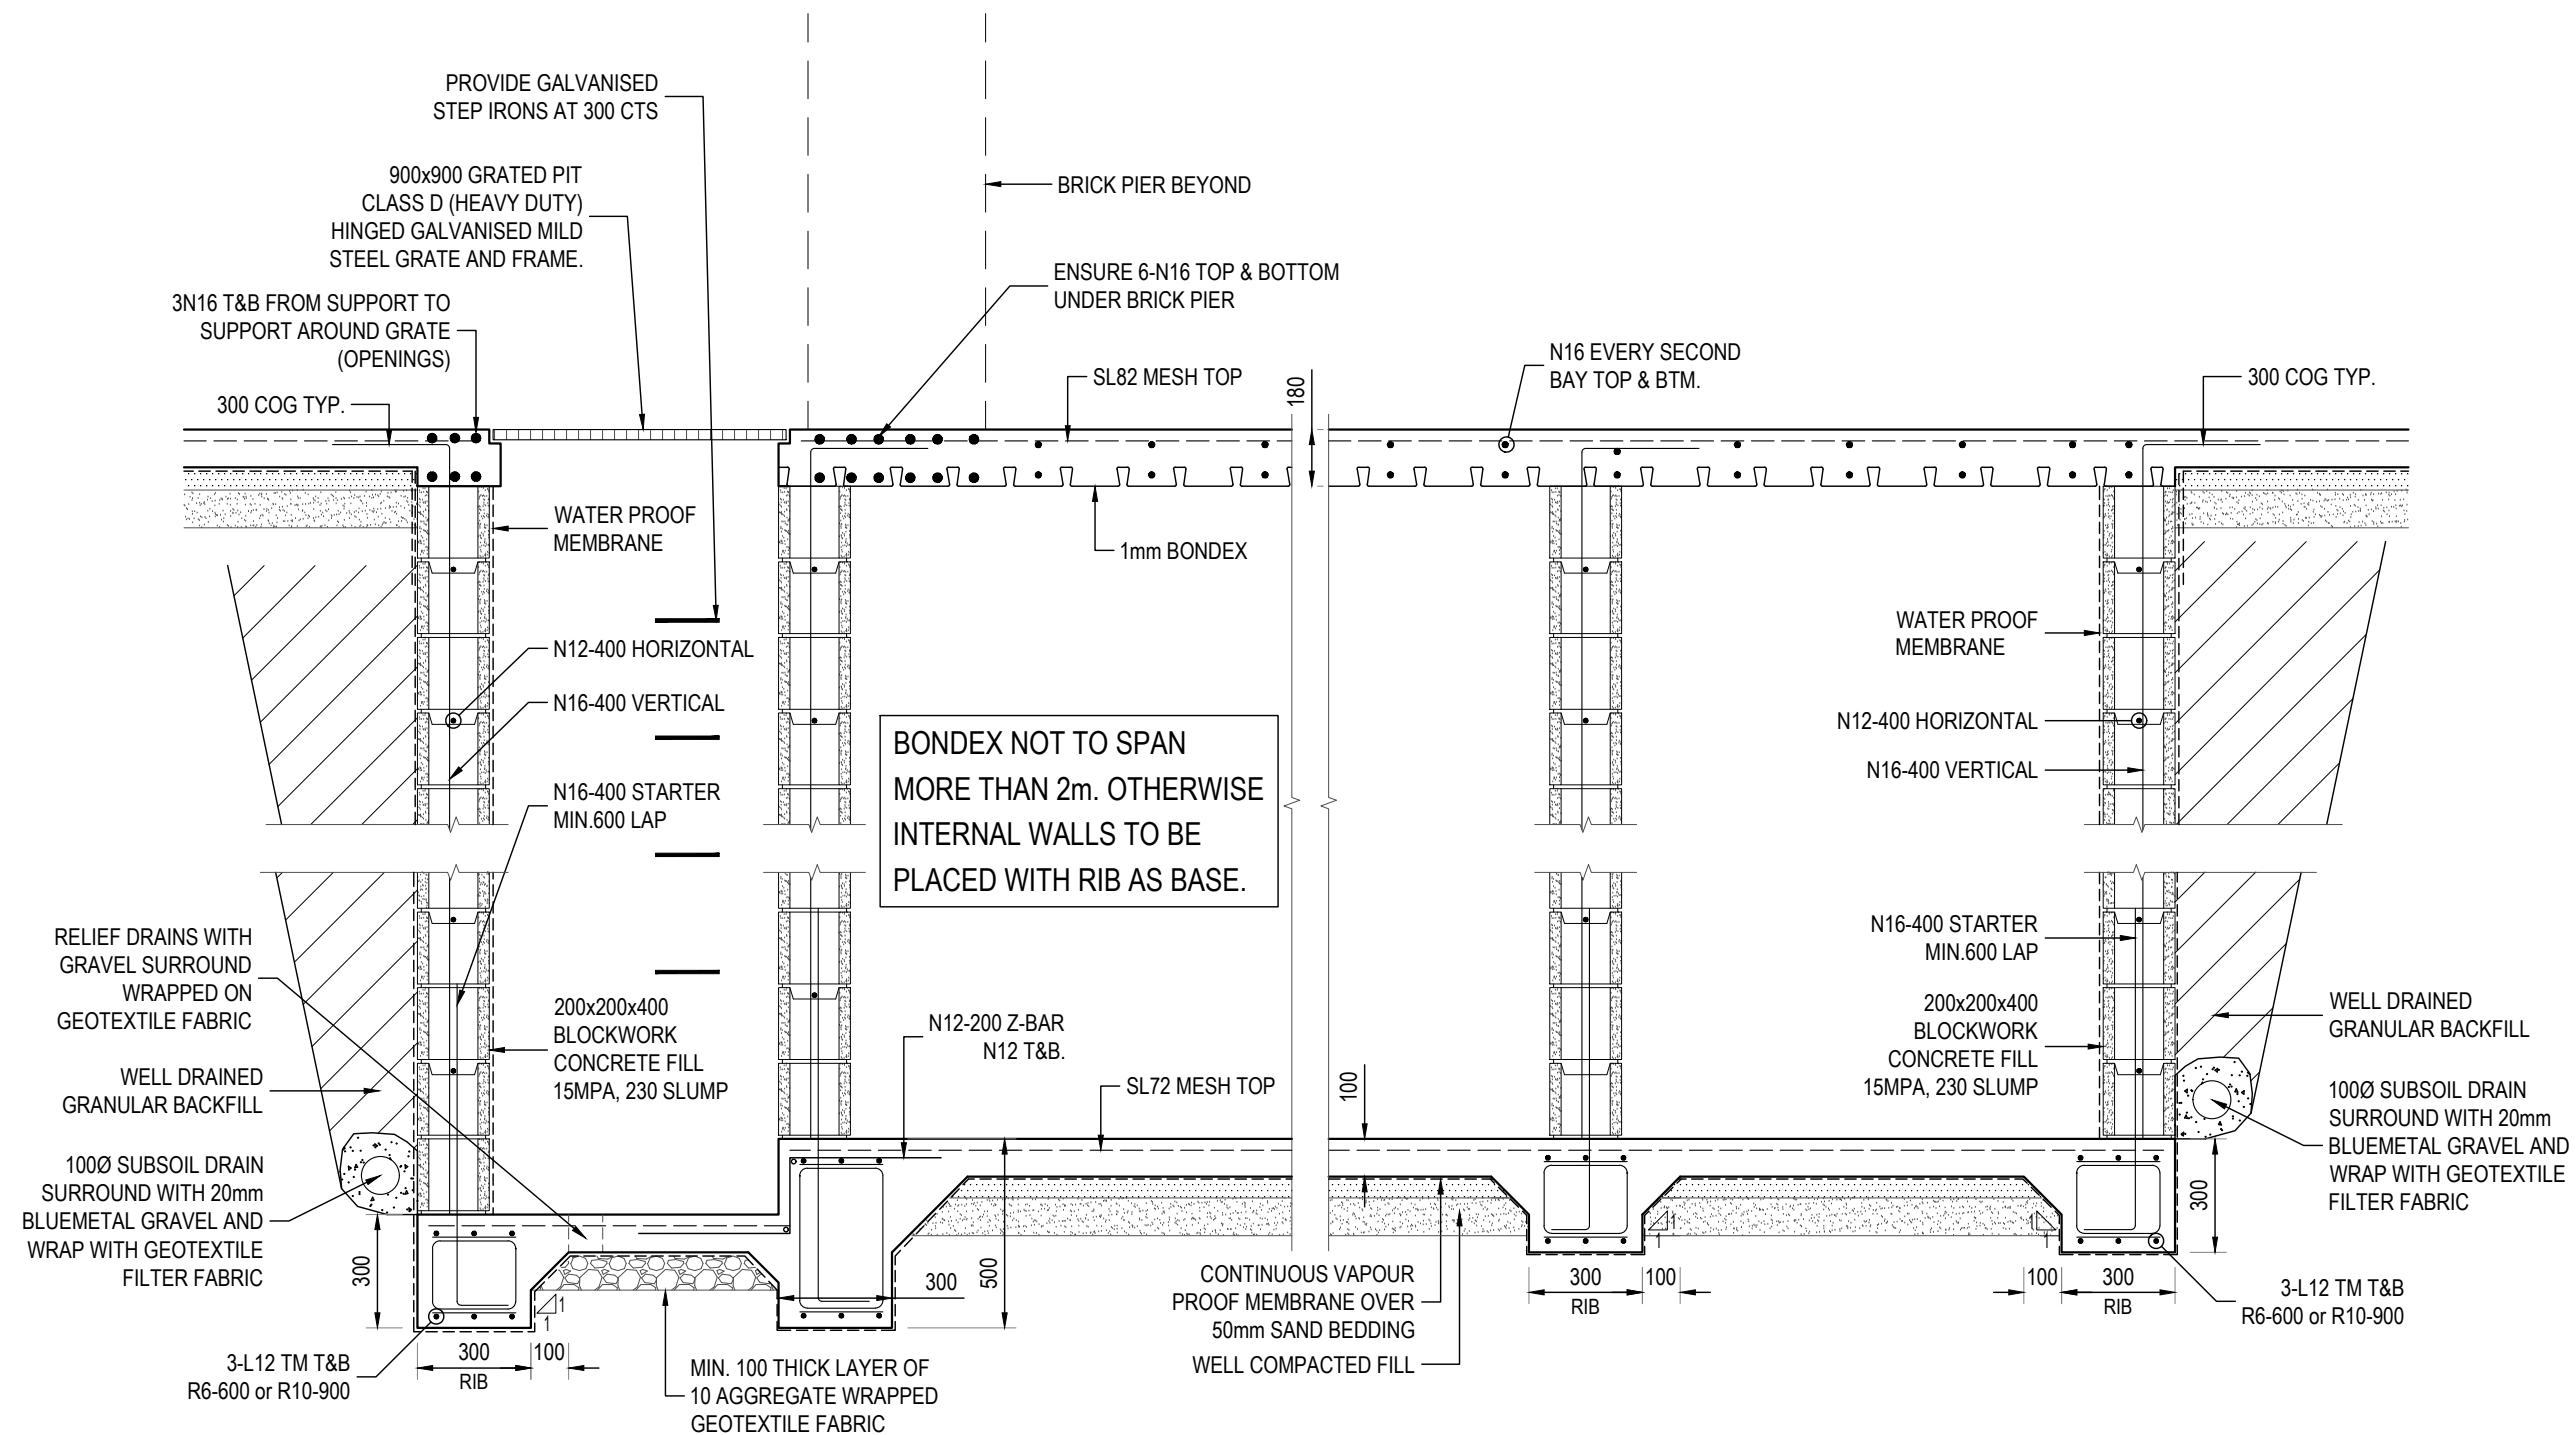 PROVIDE GALVANISED
STEP IRONS AT 300 CTS
900x900 GRATED PIT
CLASS D (HEAVY DUTY)
HINGED GALVANISED MILD
STEEL GRATE AND FRAME.
BRICK PIER BEYOND
3N16 T&B FROM SUPPORT TO
SUPPORT AROUND GRATE
(OPENINGS)
ENSURE 6-N16 TOP & BOTTOM
UNDER BRICK PIER
300 COG TYP.
SL82 MESH TOP
180
N16 EVERY SECOND
BAY TOP & BTM.
300 COG TYP.
WATER PROOF
MEMBRANE
1mm BONDEX
N12-400 HORIZONTAL
N16-400 VERTICAL
N16-400 STARTER
MIN.600 LAP
BONDEX NOT TO SPAN
MORE THAN 2m. OTHERWISE
INTERNAL WALLS TO BE
PLACED WITH RIB AS BASE.
WATER PROOF
MEMBRANE
N12-400 HORIZONTAL
N16-400 VERTICAL
N16-400 STARTER
MIN.600 LAP
200x200x400
BLOCKWORK
CONCRETE FILL
15MPA, 230 SLUMP
RELIEF DRAINS WITH
GRAVEL SURROUND
WRAPPED ON
GEOTEXTILE FABRIC
WELL DRAINED
GRANULAR BACKFILL
100Ø SUBSOIL DRAIN
SURROUND WITH 20mm
BLUEMETAL GRAVEL AND
WRAP WITH GEOTEXTILE
FILTER FABRIC
200x200x400
BLOCKWORK
CONCRETE FILL
15MPA, 230 SLUMP
N12-200 Z-BAR
N12 T&B.
SL72 MESH TOP
100
WELL DRAINED
GRANULAR BACKFILL
100Ø SUBSOIL DRAIN
SURROUND WITH 20mm
BLUEMETAL GRAVEL AND
WRAP WITH GEOTEXTILE
FILTER FABRIC
300
1
1
300
RIB
100
3-L12 TM T&B
R6-600 or R10-900
MIN. 100 THICK LAYER OF
10 AGGREGATE WRAPPED
GEOTEXTILE FABRIC
300
500
CONTINUOUS VAPOUR
PROOF MEMBRANE OVER
50mm SAND BEDDING
WELL COMPACTED FILL
1
1
300
RIB
100
1
1
100
300
RIB
300
3-L12 TM T&B
R6-600 or R10-900